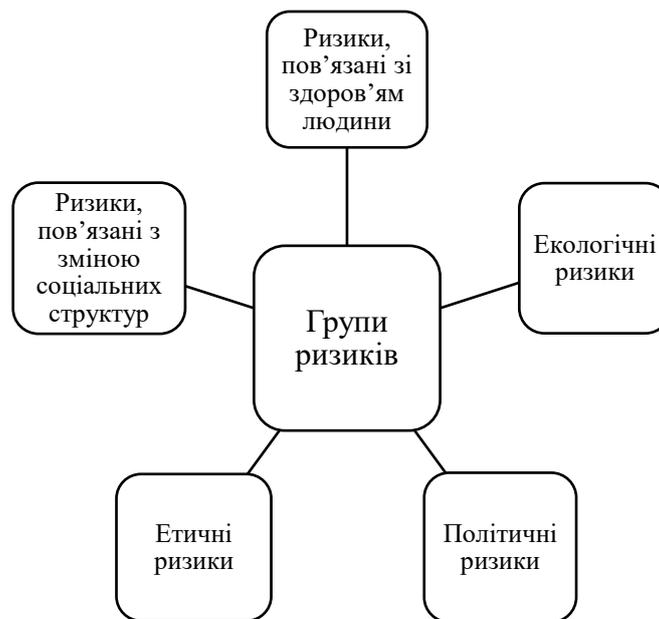 Ризики,
пов’язані зі
здоров’ям
людини
Ризики,
пов’язані з
зміною
соціальних
структур
Екологічні
ризики
Групи
ризиків
Етичні
ризики
Політичні
ризики